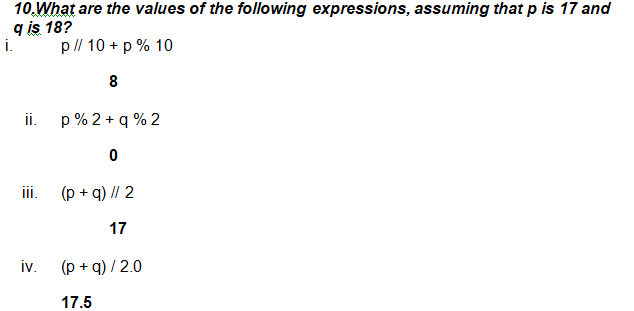 10.What are the values of the following expressions, assuming that p is 17 and
q is 18?
i. p // 10 + p % 10
8
ii. p % 2 + q % 2
0
iii. (p + q) // 2
17
iv. (p + q) / 2.0
17.5